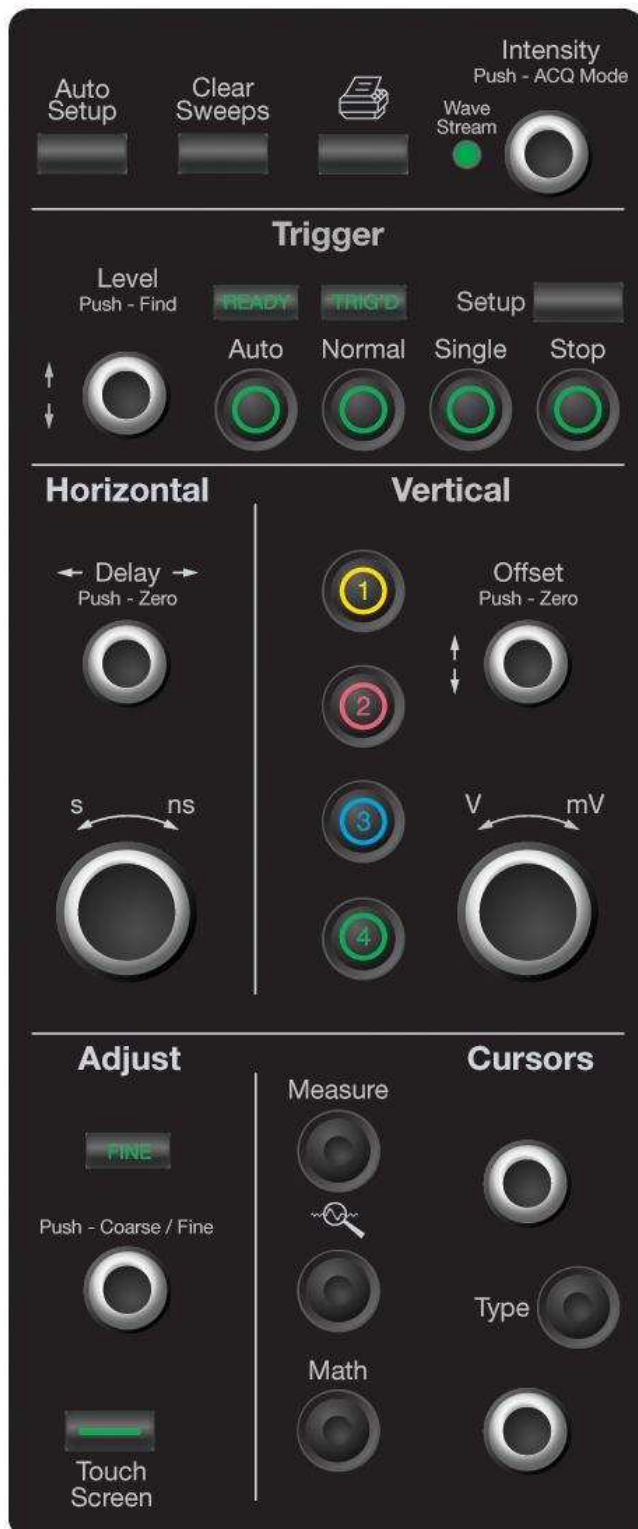 Auto
Setup
Clear
Sweeps
Intensity
Push - ACQ Mode
Wave
Stream
Trigger
Level
Push - Find
READY
TRIG'D
Setup
Auto
Normal
Single
Stop
Horizontal
Delay
Push - Zero
s
ns
Vertical
1
2
3
4
Offset
Push - Zero
V
mV
Adjust
FINE
Push - Coarse / Fine
Touch
Screen
Measure
Math
Cursors
Type